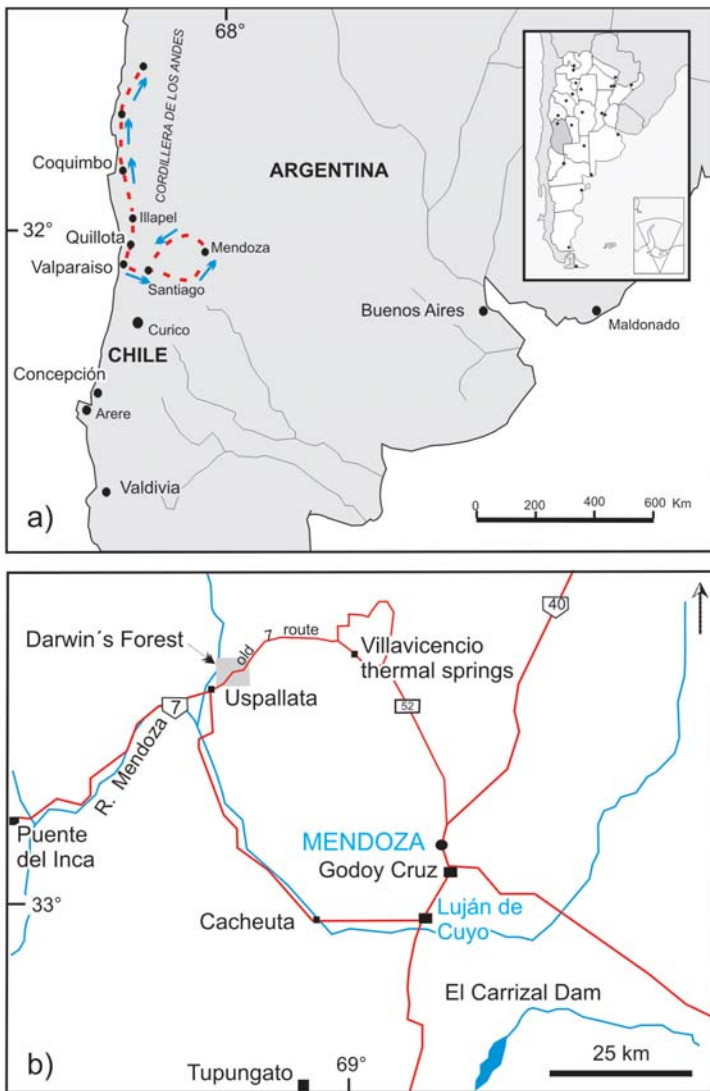 a)
68°
CORDILLERA DE LOS ANDES
ARGENTINA
Coquimbo
Illapel
32°
Quillota
Mendoza
Valparaiso
Santiago
Buenos Aires
Maldonado
Curico
CHILE
Concepción
Arere
Valdivia
0 200 400 600 Km
b)
40
Darwin´s Forest
old 7 route
Villavicencio
thermal springs
Uspallata
7
52
R. Mendoza
Puente
del Inca
MENDOZA
Godoy Cruz
33°
Cacheuta
Luján de
Cuyo
El Carrizal Dam
Tupungato
69°
25 km